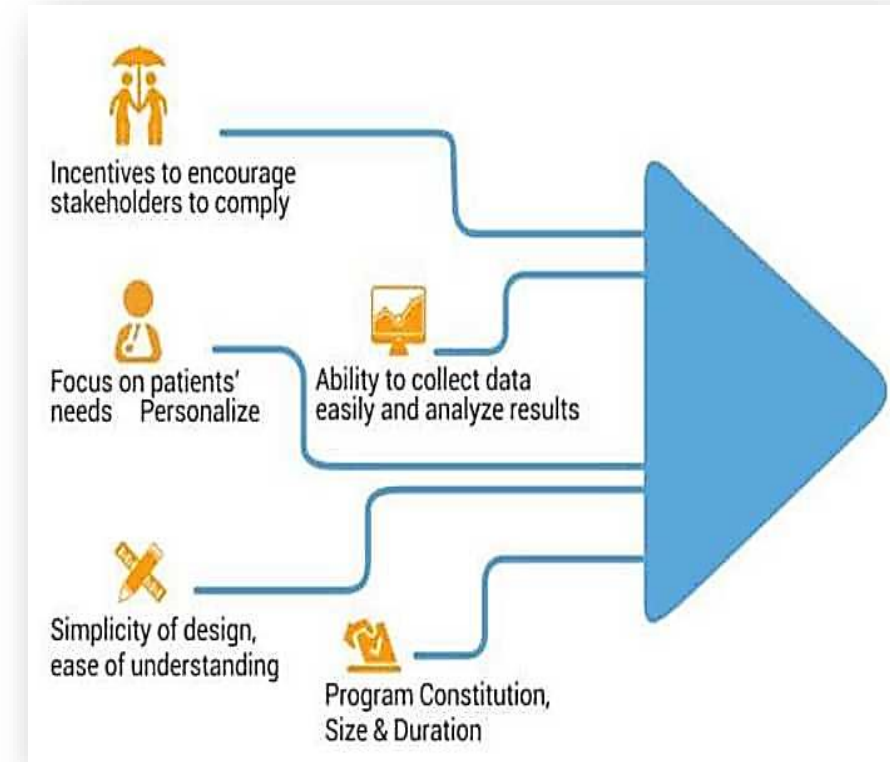 Incentives to encourage
stakeholders to comply
Focus on patients'
needs Personalize
Ability to collect data
easily and analyze results
Simplicity of design,
ease of understanding
Program Constitution,
Size & Duration